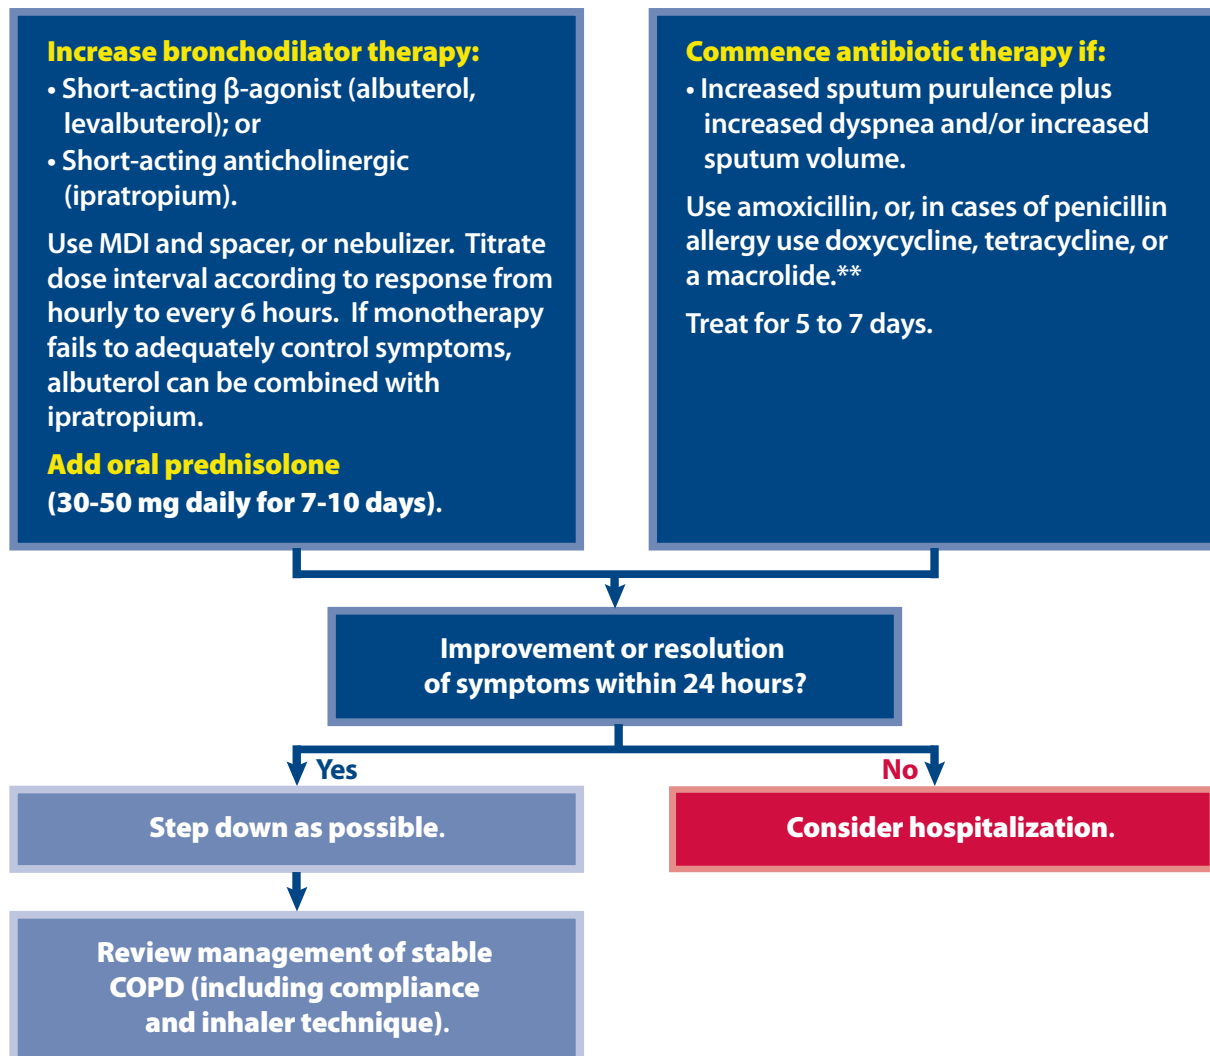 Increase bronchodilator therapy:
• Short-acting β-agonist (albuterol,
levalbuterol); or
• Short-acting anticholinergic
(ipratropium).
Use MDI and spacer, or nebulizer. Titrate
dose interval according to response from
hourly to every 6 hours. If monotherapy
fails to adequately control symptoms,
albuterol can be combined with
ipratropium.
Add oral prednisolone
(30-50 mg daily for 7-10 days).
Commence antibiotic therapy if:
• Increased sputum purulence plus
increased dyspnea and/or increased
sputum volume.
Use amoxicillin, or, in cases of penicillin
allergy use doxycycline, tetracycline, or
a macrolide.**
Treat for 5 to 7 days.
Improvement or resolution
of symptoms within 24 hours?
Yes
No
Step down as possible.
Consider hospitalization.
Review management of stable
COPD (including compliance
and inhaler technique).